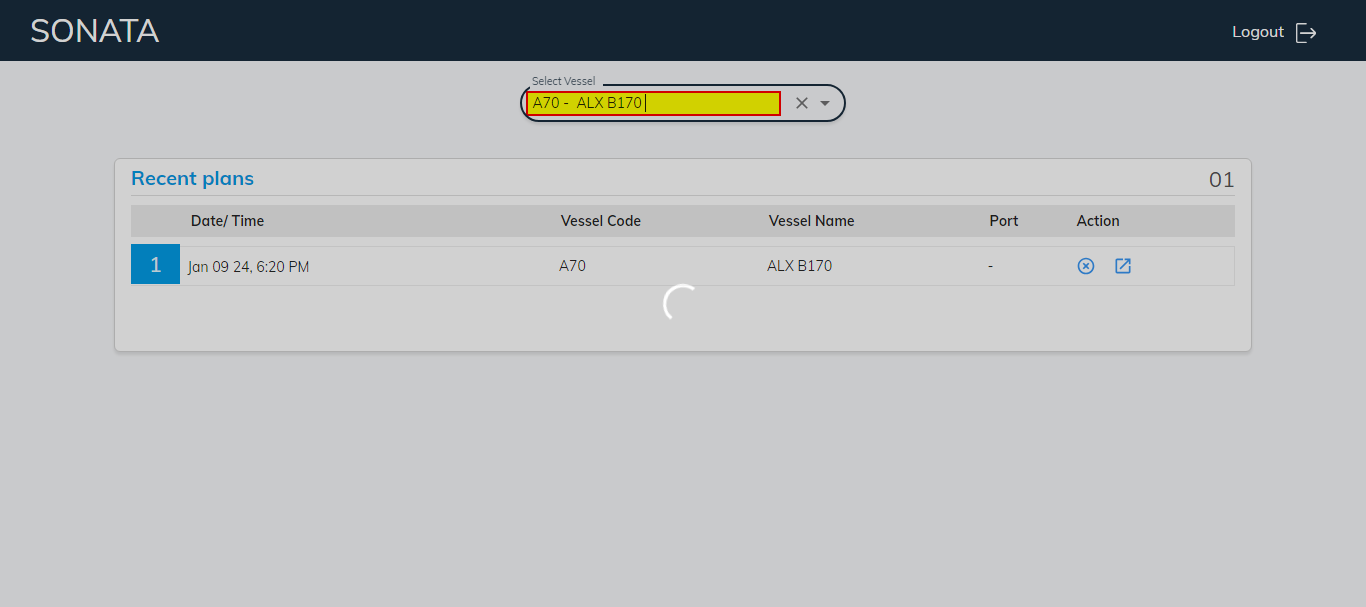 SONATA
Logout
Select Vessel
A70 - ALX B170
Recent plans
01
Date/ Time Vessel Code Vessel Name Port Action
1 Jan 09 24, 6:20 PM A70 ALX B170 -